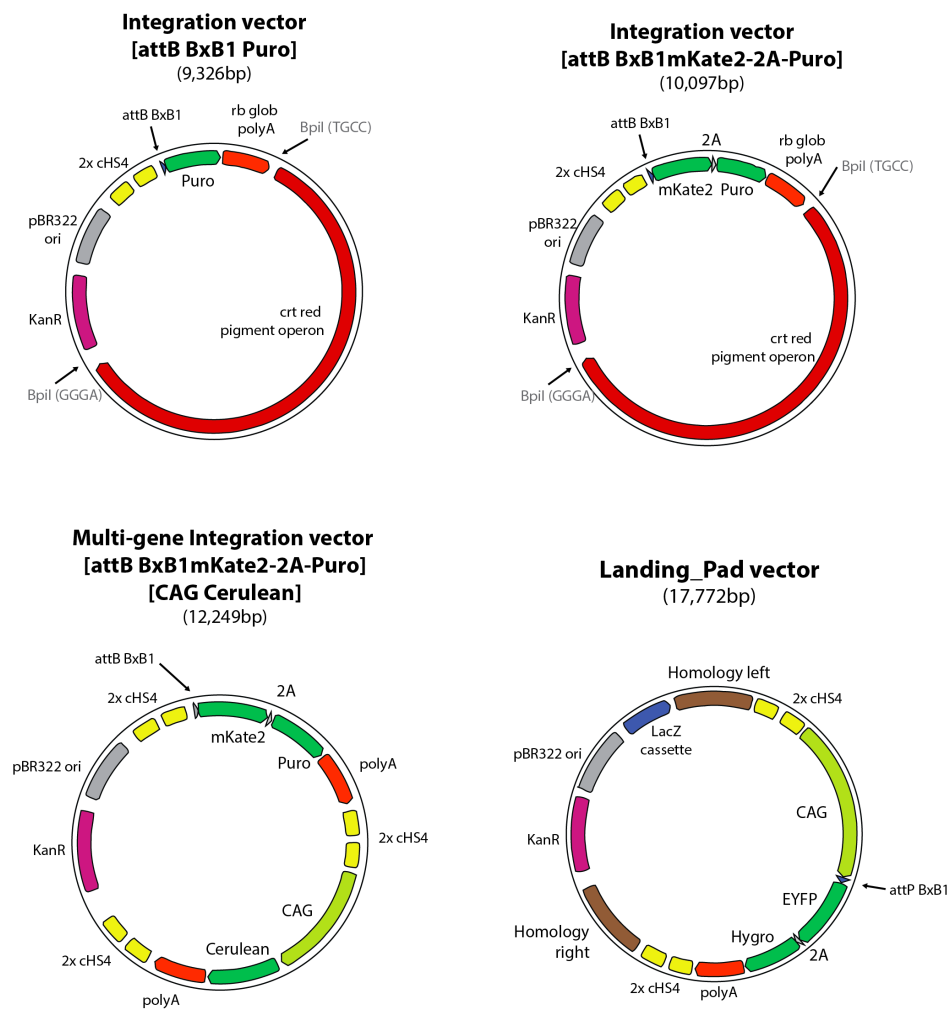 Integration vector
[attB BxB1 Puro]
(9,326bp)
attB BxB1
rb glob
polyA
BpiI (TGCC)
2x cHS4
Puro
pBR322
ori
KanR
crt red
pigment operon
BpiI (GGGA)
Integration vector
[attB BxB1mKate2-2A-Puro]
(10,097bp)
attB BxB1
2A
rb glob
polyA
BpiI (TGCC)
2x cHS4
mKate2
Puro
pBR322
ori
KanR
crt red
pigment operon
BpiI (GGGA)
Multi-gene Integration vector
[attB BxB1mKate2-2A-Puro]
[CAG Cerulean]
(12,249bp)
attB BxB1
2A
2x cHS4
mKate2
Puro
polyA
pBR322 ori
2x cHS4
KanR
CAG
Cerulean
2x cHS4
polyA
Landing_Pad vector
(17,772bp)
Homology left
2x cHS4
LacZ
cassette
pBR322 ori
CAG
KanR
attP BxB1
EYFP
Homology
right
Hygro
2A
2x cHS4
polyA